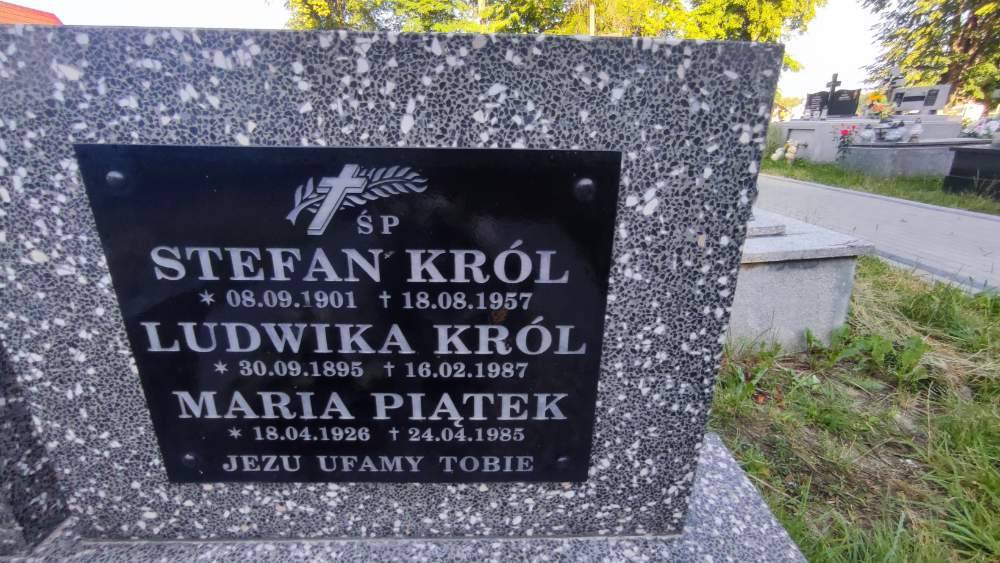 ŚP
STEFAN KRÓL
* 08.09.1901 † 18.08.1957
LUDWIKA KRÓL
* 30.09.1895 † 16.02.1987
MARIA PIĄTEK
* 18.04.1926 † 24.04.1985
JEZU UFAMY TOBIE